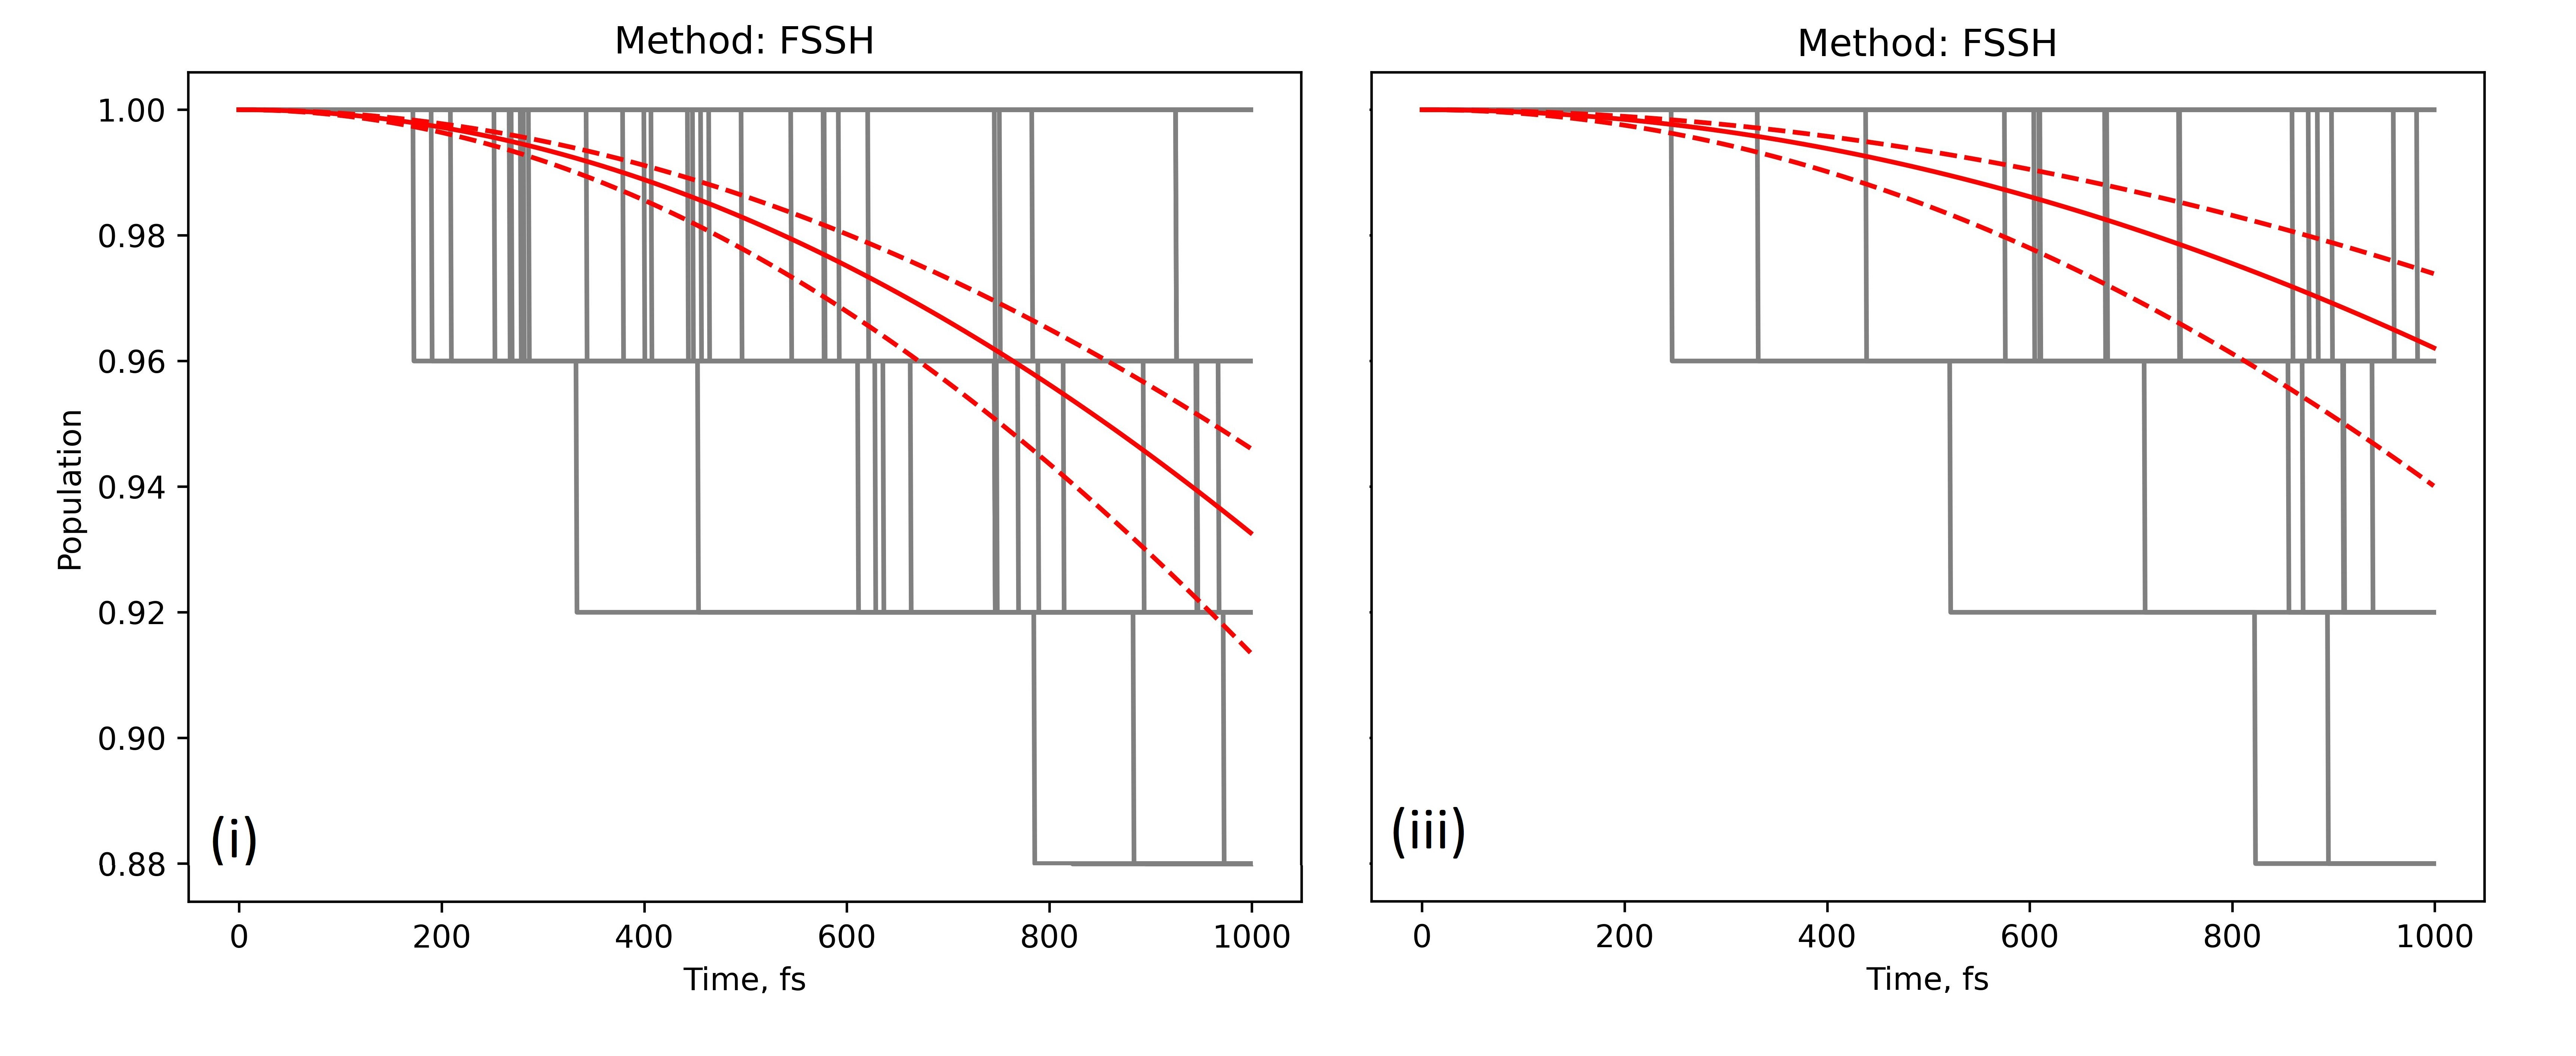 Method: FSSH
Population
1.00
0.98
0.96
0.94
0.92
0.90
0.88
(i)
0 200 400 600 800 1000
Time, fs
Method: FSSH
(iii)
0 200 400 600 800 1000
Time, fs